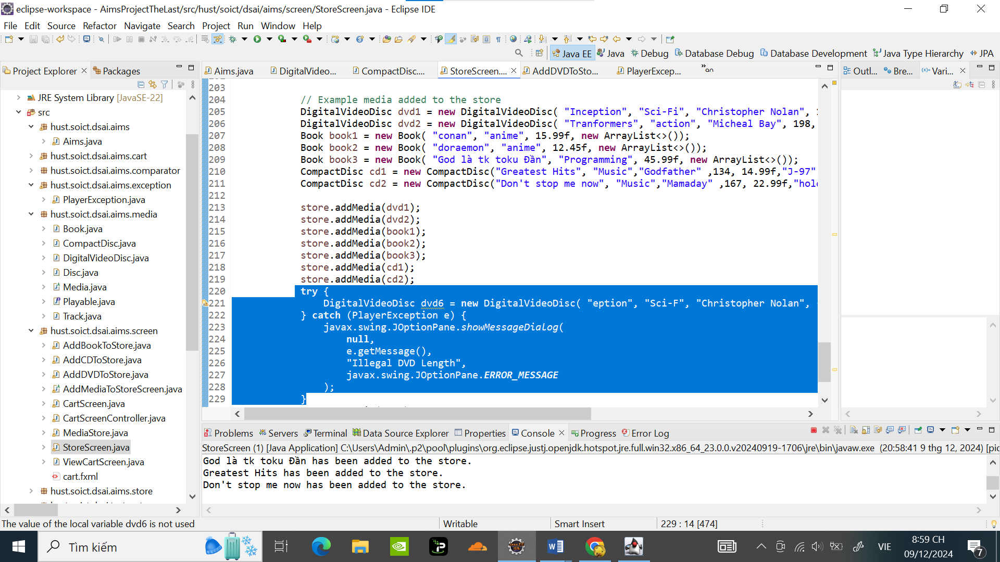 eclipse-workspace - AimsProjectTheLast/src/hust/soict/dsai/aims/screen/StoreScreen.java - Eclipse IDE
File Edit Source Refactor Navigate Search Project Run Window Help
Java EE Java Debug Database Debug Database Development Java Type Hierarchy JPA
Project Explorer Packages
Aims.java DigitalVideo... CompactDisc.... StoreScreen.... AddDVDToSto... PlayerExcep...
Outl... Bre... Vari...
JRE System Library [JavaSE-22]
src
hust.soict.dsai.aims
Aims.java
hust.soict.dsai.aims.cart
hust.soict.dsai.aims.comparator
hust.soict.dsai.aims.exception
PlayerException.java
hust.soict.dsai.aims.media
Book.java
CompactDisc.java
DigitalVideoDisc.java
Disc.java
Media.java
Playable.java
Track.java
hust.soict.dsai.aims.screen
AddBookToStore.java
AddCDToStore.java
AddDVDToStore.java
AddMediaToStoreScreen.java
CartScreen.java
CartScreenController.java
MediaStore.java
StoreScreen.java
ViewCartScreen.java
cart.fxml
hust.soict.dsai.aims.store
203
204 // Example media added to the store
205 DigitalVideoDisc dvd1 = new DigitalVideoDisc( "Inception", "Sci-Fi", "Christopher Nolan",
206 DigitalVideoDisc dvd2 = new DigitalVideoDisc( "Tranformers", "action", "Micheal Bay", 198,
207 Book book1 = new Book( "conan", "anime", 15.99f, new ArrayList<>());
208 Book book2 = new Book( "doraemon", "anime", 12.45f, new ArrayList<>());
209 Book book3 = new Book( "God là tk toku Đần", "Programming", 45.99f, new ArrayList<>());
210 CompactDisc cd1 = new CompactDisc("Greatest Hits", "Music","Godfather" ,134, 14.99f,"J-97"
211 CompactDisc cd2 = new CompactDisc("Don't stop me now", "Music","Mamaday" ,167, 22.99f,"hol
212
213 store.addMedia(dvd1);
214 store.addMedia(dvd2);
215 store.addMedia(book1);
216 store.addMedia(book2);
217 store.addMedia(book3);
218 store.addMedia(cd1);
219 store.addMedia(cd2);
220 try {
221 DigitalVideoDisc dvd6 = new DigitalVideoDisc( "eption", "Sci-F", "Christopher Nolan",
222 } catch (PlayerException e) {
223 javax.swing.JOptionPane.showMessageDialog(
224 null,
225 e.getMessage(),
226 "Illegal DVD Length",
227 javax.swing.JOptionPane.ERROR_MESSAGE
228 );
229 }
Problems Servers Terminal Data Source Explorer Properties Console Progress Error Log
StoreScreen (1) [Java Application] C:\Users\Admin\.p2\pool\plugins\org.eclipse.justj.openjdk.hotspot.jre.full.win32.x86_64_23.0.0.v20240919-1706\jre\bin\javaw.exe (20:58:41 9 thg 12, 2024) [pic
God là tk toku Đần has been added to the store.
Greatest Hits has been added to the store.
Don't stop me now has been added to the store.
The value of the local variable dvd6 is not used Writable Smart Insert 229 : 14 [474]
Tìm kiếm
VIE
8:59 CH
09/12/2024
7